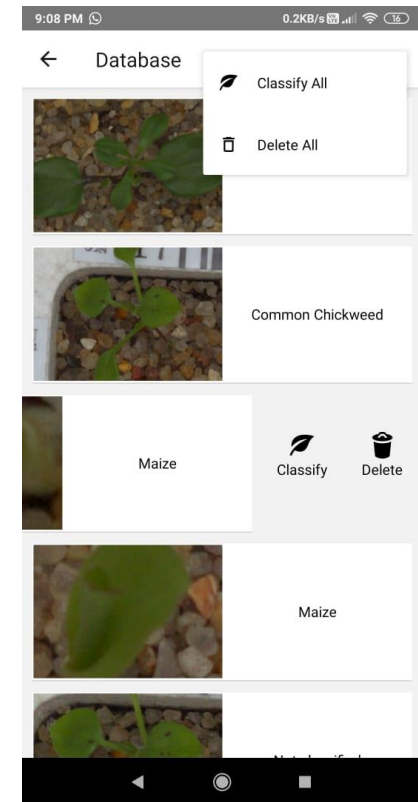 9:08 PM
0.2KB/s
16
Database
Classify All
Delete All
Common Chickweed
Maize
Classify
Delete
Maize